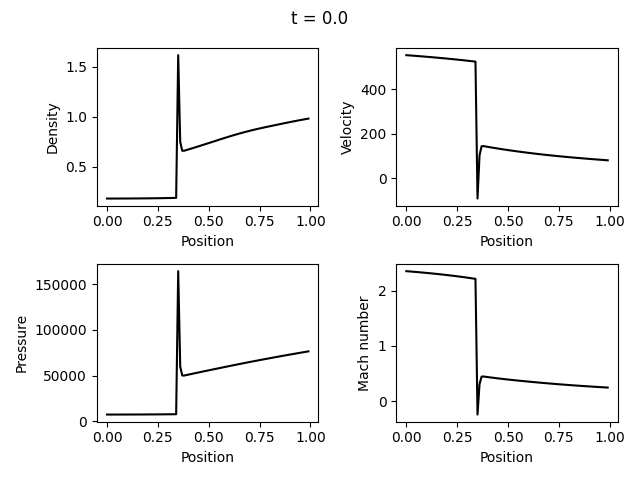 t = 0.0
Density
1.5
1.0
0.5
0.00 0.25 0.50 0.75 1.00
Position
Velocity
400
200
0
0.00 0.25 0.50 0.75 1.00
Position
Pressure
150000
100000
50000
0
0.00 0.25 0.50 0.75 1.00
Position
Mach number
2
1
0
0.00 0.25 0.50 0.75 1.00
Position